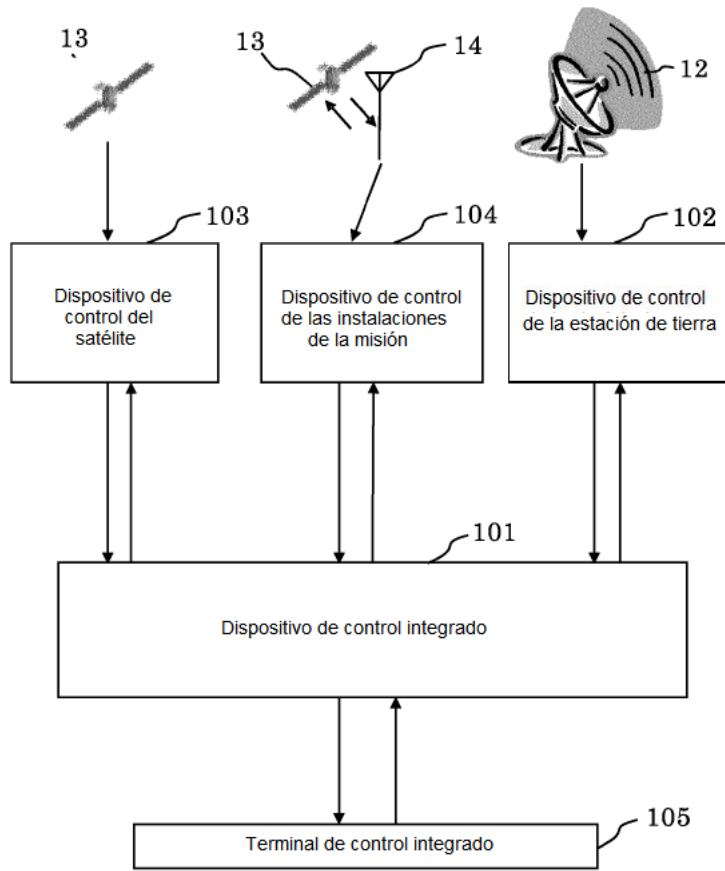 13
13
14
12
103
104
102
Dispositivo de
control del
satélite
Dispositivo de control
de las instalaciones
de la misión
Dispositivo de control
de la estación de tierra
101
Dispositivo de control integrado
105
Terminal de control integrado